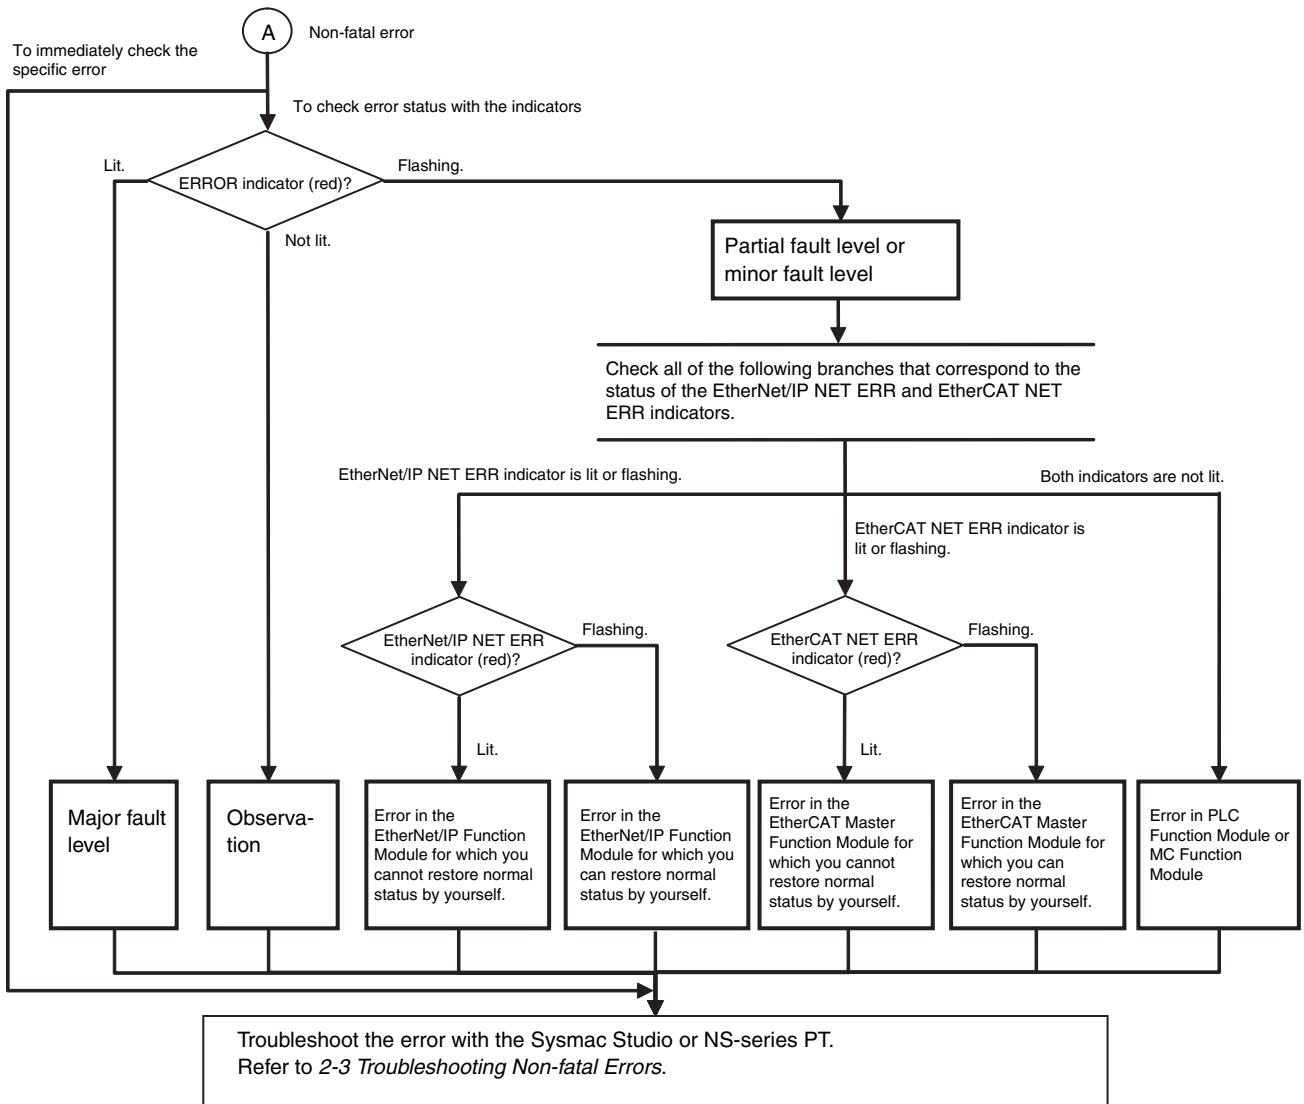 A
Non-fatal error
To immediately check the
specific error
To check error status with the indicators
Lit.
ERROR indicator (red)?
Flashing.
Not lit.
Partial fault level or
minor fault level
Check all of the following branches that correspond to the
status of the EtherNet/IP NET ERR and EtherCAT NET
ERR indicators.
EtherNet/IP NET ERR indicator is lit or flashing.
Both indicators are not lit.
EtherCAT NET ERR indicator is
lit or flashing.
EtherNet/IP NET ERR
indicator (red)?
Flashing.
Lit.
EtherCAT NET ERR
indicator (red)?
Flashing.
Lit.
Major fault
level
Observa-
tion
Error in the
EtherNet/IP Function
Module for which you
cannot restore normal
status by yourself.
Error in the
EtherNet/IP Function
Module for which you
can restore normal
status by yourself.
Error in the
EtherCAT Master
Function Module for
which you cannot
restore normal
status by yourself.
Error in the
EtherCAT Master
Function Module for
which you can
restore normal
status by yourself.
Error in PLC
Function Module or
MC Function
Module
Troubleshoot the error with the Sysmac Studio or NS-series PT.
Refer to 2-3 Troubleshooting Non-fatal Errors.